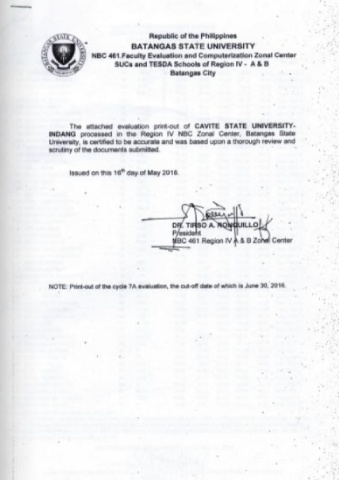 Republic of the Philippines
BATANGAS STATE UNIVERSITY
NBC 461 Faculty Evaluation and Computerization Zonal Center
SUCs and TESDA Schools of Region IV - A & B
Batangas City
The attached evaluation print-out of CAVITE STATE UNIVERSITY-
INDANG processed in the Region IV NBC Zonal Center, Batangas State
University, is certified to be accurate and was based upon a thorough review and
scrutiny of the documents submitted.
Issued on this 16th day of May 2018.
DR. TIRSO A. RONQUILLO
President
NBC 461 Region IV A & B Zonal Center
NOTE: Print-out of the cycle 7A evaluation, the cut-off date of which is June 30, 2016.